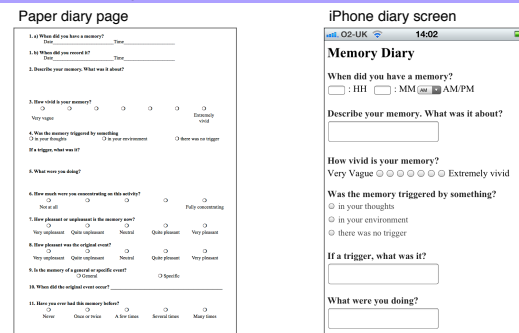 Paper diary page
1. a) When did you have a memory?
Date Time
1. b) When did you record it?
Date Time
2. Describe your memory. What was it about?
3. How vivid is your memory?
Very vague Extremely vivid
4. Was the memory triggered by something
in your thoughts in your environment there was no trigger
If a trigger, what was it?
5. What were you doing?
6. How much were you concentrating on this activity?
Not at all Fully concentrating
7. How pleasant or unpleasant is the memory now?
Very unpleasant Quite unpleasant Neutral Quite pleasant Very pleasant
8. How pleasant was the original event?
Very unpleasant Quite unpleasant Neutral Quite pleasant Very pleasant
9. Is the memory of a general or specific event?
General Specific
10. When did the original event occur?
11. Have you ever had this memory before?
Never Once or twice A few times Several times Many times
iPhone diary screen
O2-UK 14:02
Memory Diary
When did you have a memory?
: HH : MM AM AM/PM
Describe your memory. What was it about?
How vivid is your memory?
Very Vague Extremely vivid
Was the memory triggered by something?
in your thoughts
in your environment
there was no trigger
If a trigger, what was it?
What were you doing?